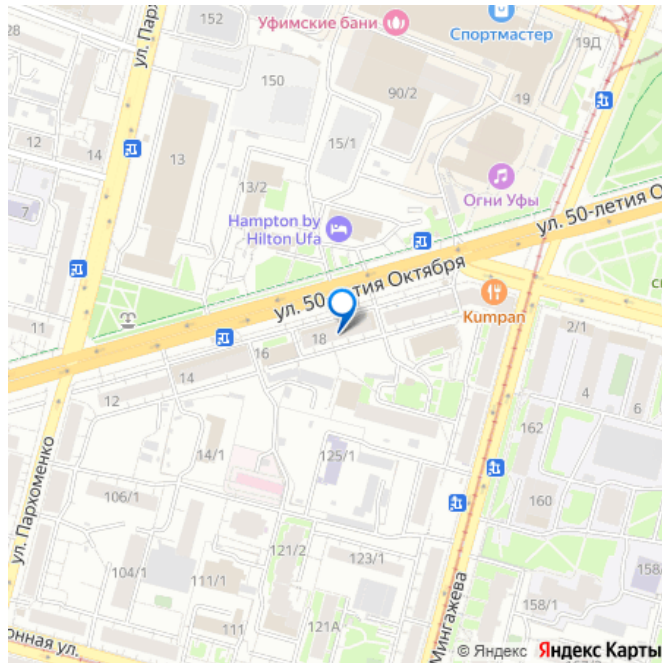 152
Уфимские бани
Спортмастер
19Д
ул. Пар
150
90/2
19
12
14
13
15/1
13/2
7
Огни Уфы
Hampton by
Hilton Ufa
ул. 50-летия О
ул. 50
тия Октября
Kumpan
11
18
16
2/1
14
12
4
6
162
14/1
125/1
ул. Пархоменко
106/1
160
121/2
123/1
104/1
111/1
158/1
111
121А
онная ул.
Мингажева
© Яндекс Яндекс Карты